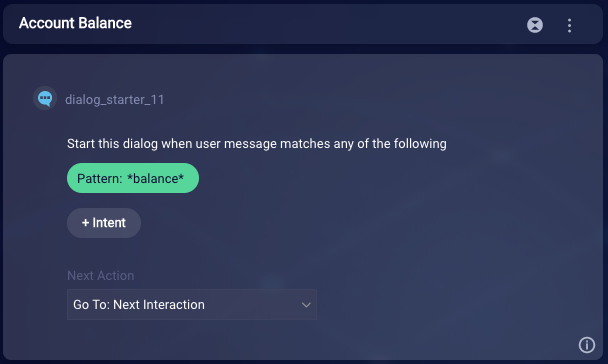 Account Balance
dialog_starter_11
Start this dialog when user message matches any of the following
Pattern: *balance*
+ Intent
Next Action
Go To: Next Interaction